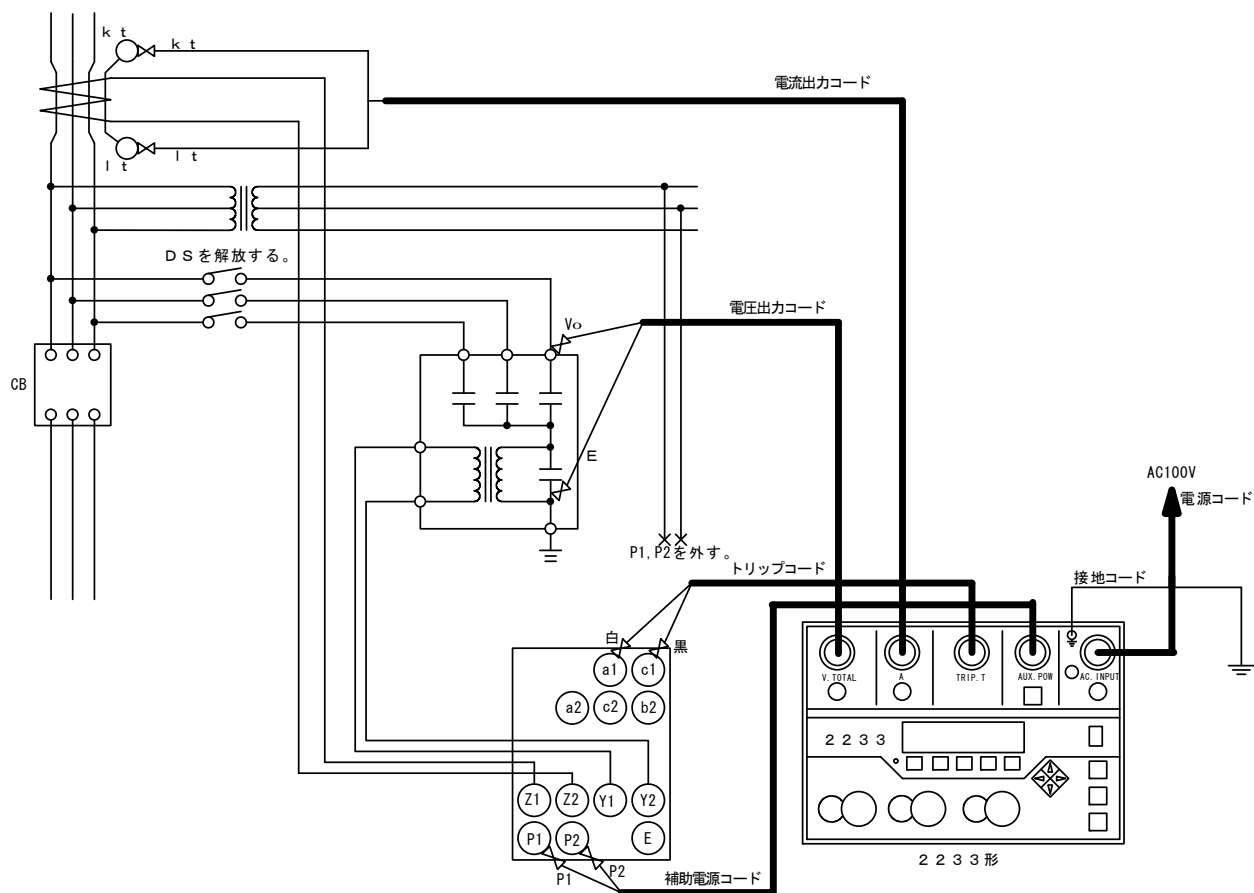 ｋｔ
ｋｔ
電流出力コード
ｌｔ
ｌｔ
ＤＳを解放する。
電圧出力コード
Vo
CB
E
AC100V
電源コード
P1,P2を外す。
トリップコード
接地コード
白
黒
a1
c1
V.TOTAL
A
TRIP.T
AUX.POW
AC.INPUT
a2
c2
b2
２２３３
Z1
Z2
Y1
Y2
P1
P2
E
２２３３形
P1
P2
補助電源コード